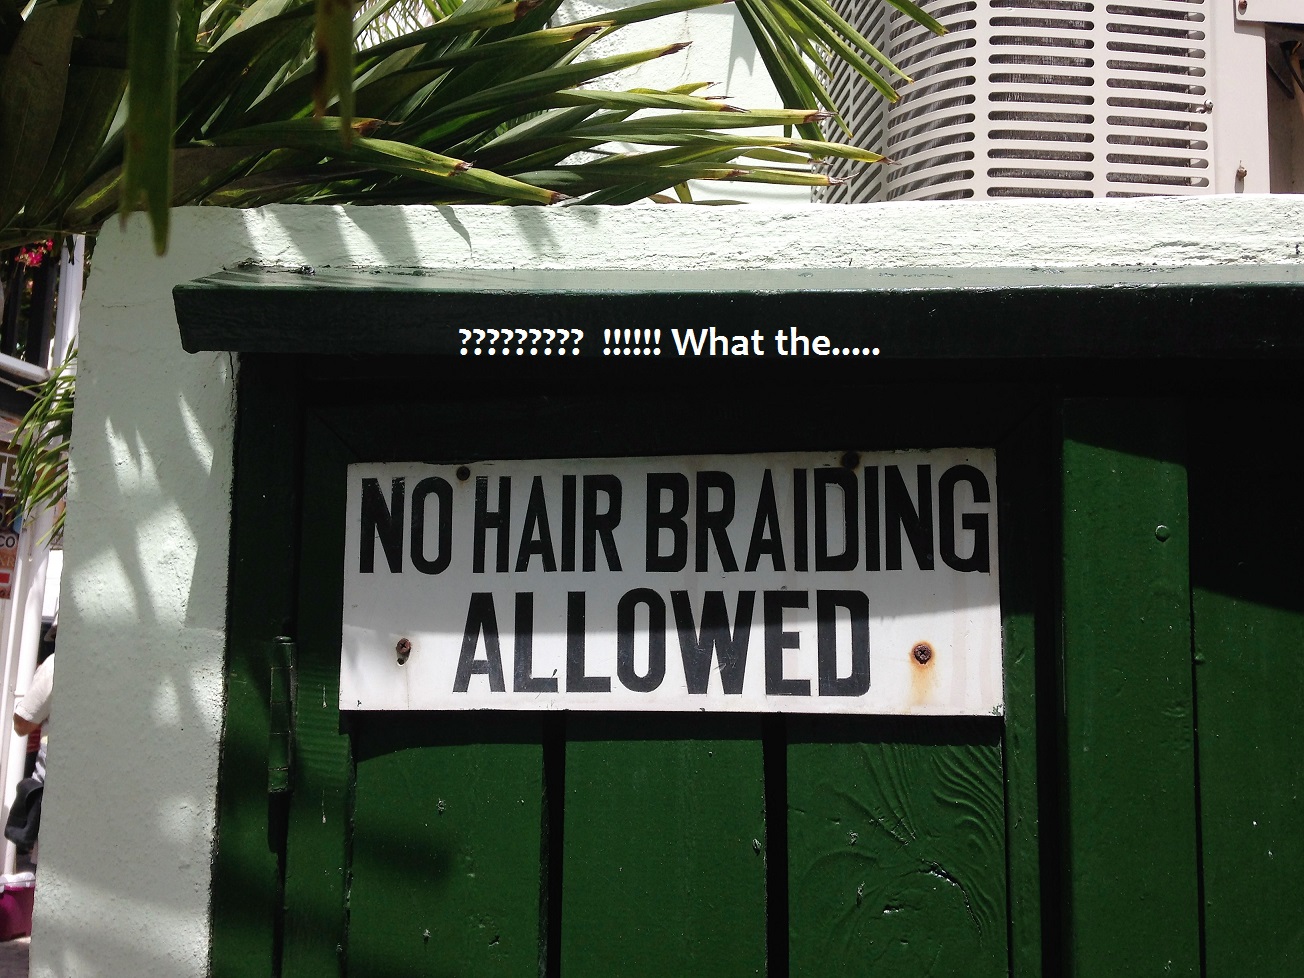 ?????????  !!!!!! What the.....
NO HAIR BRAIDING
ALLOWED